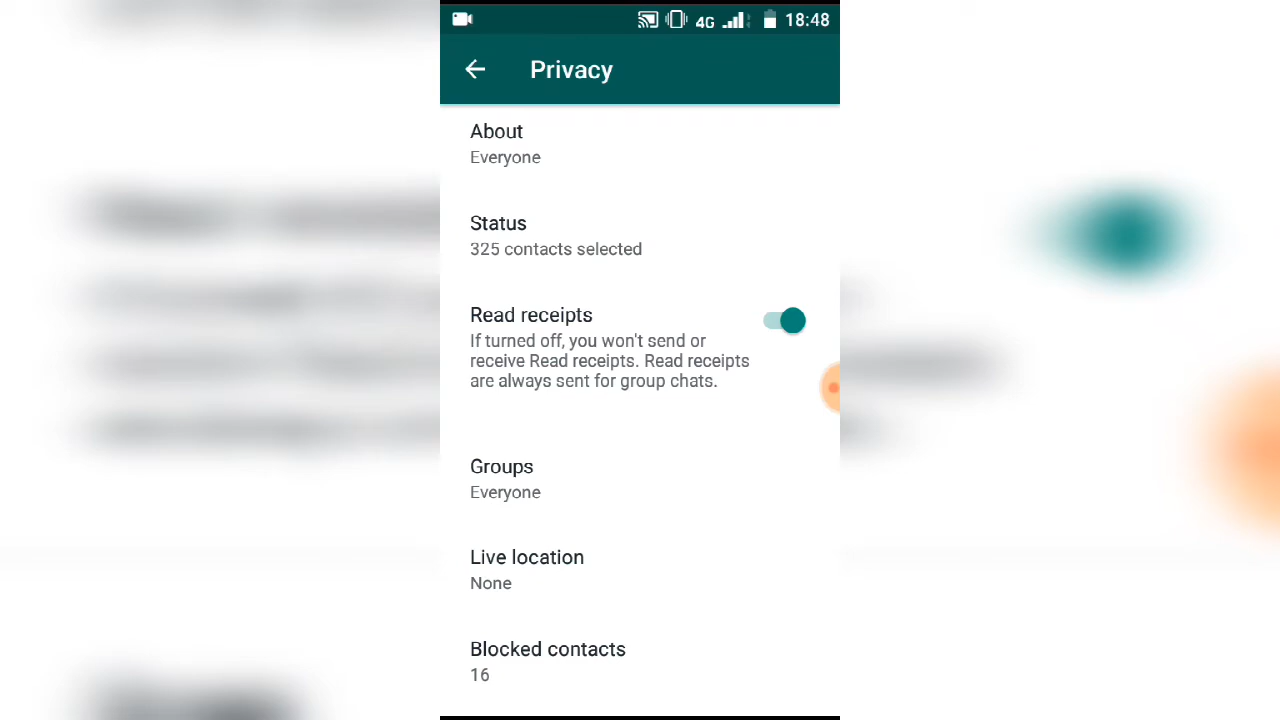 4G 18:48
Privacy
About
Everyone
Status
325 contacts selected
Read receipts
If turned off, you won't send or
receive Read receipts. Read receipts
are always sent for group chats.
Groups
Everyone
Live location
None
Blocked contacts
16